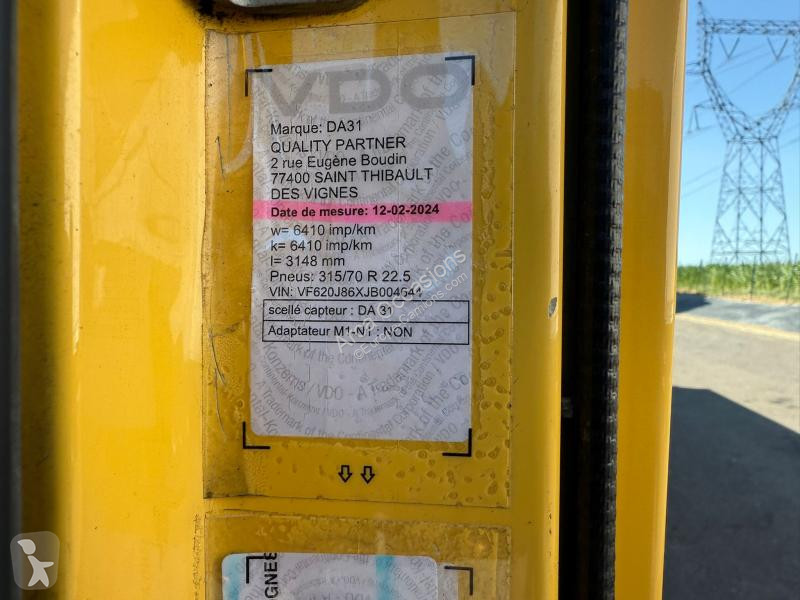 VDO
Marque: DA31
QUALITY PARTNER
2 rue Eugène Boudin
77400 SAINT THIBAULT
DES VIGNES
Date de mesure: 12-02-2024
w= 6410 imp/km
k= 6410 imp/km
l= 3148 mm
Pneus: 315/70 R 22.5
VIN: VF620J86XJB004644
scellé capteur : DA 31
Adaptateur M1-N1 : NON